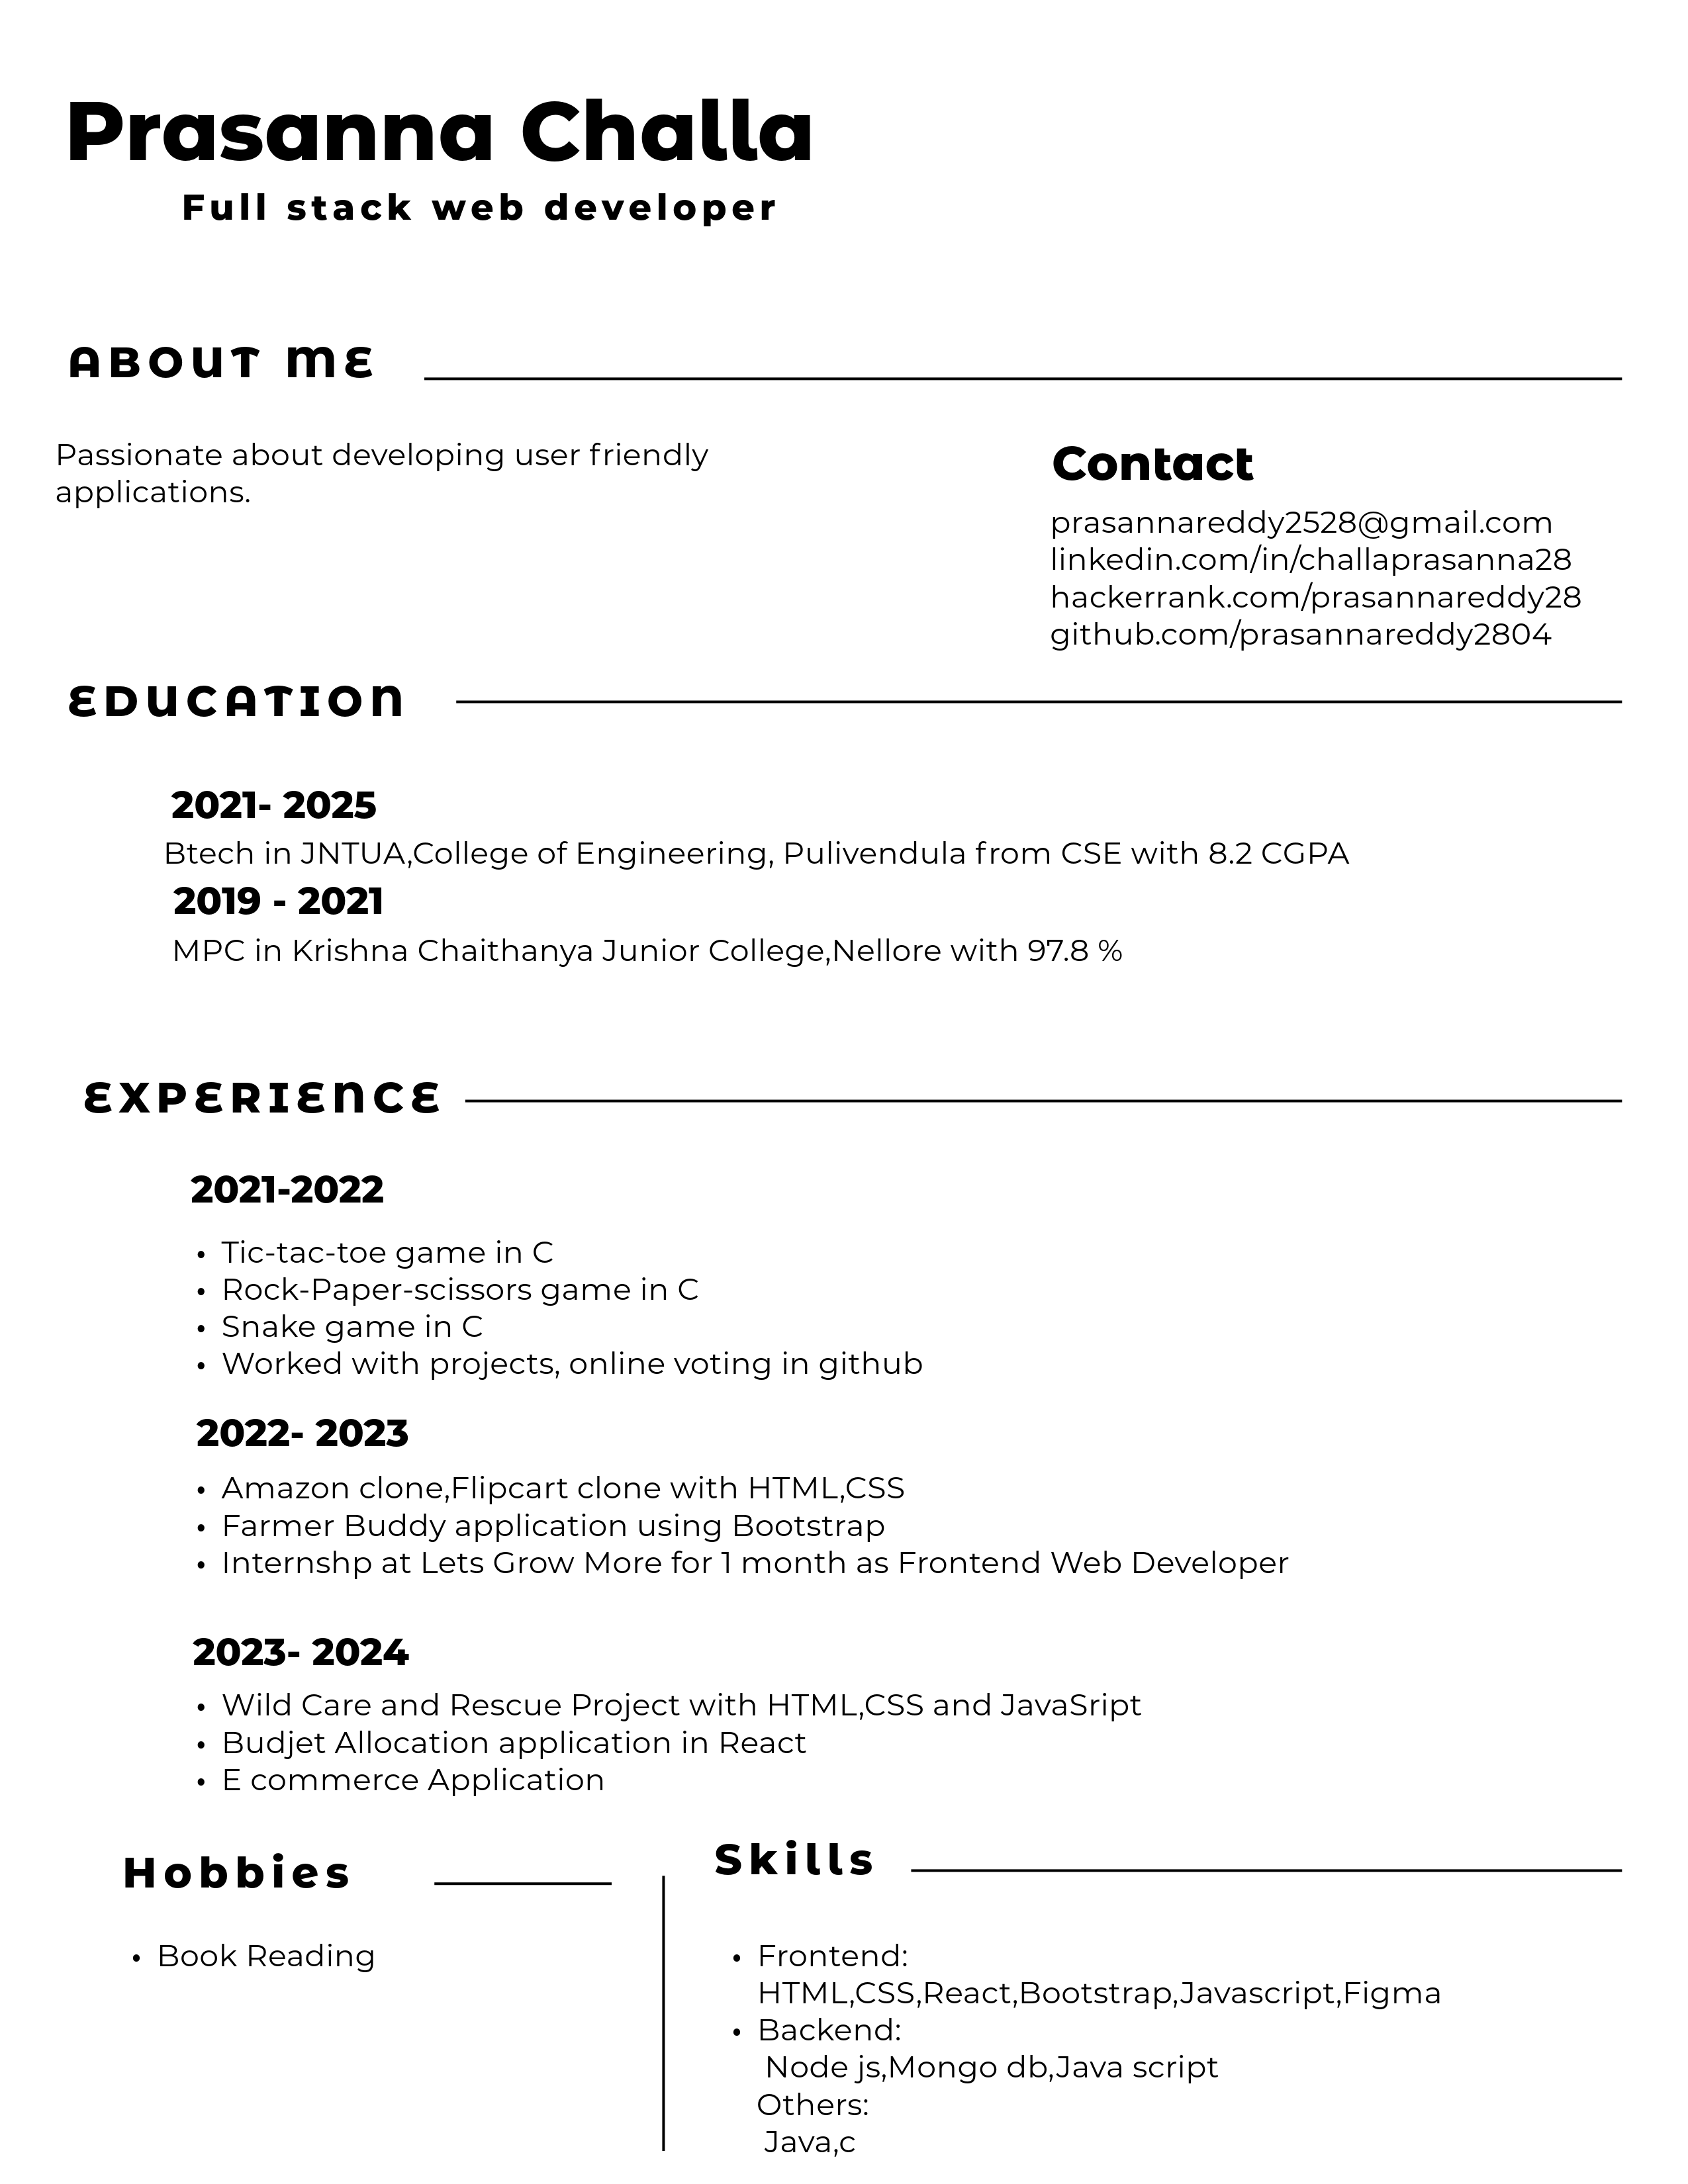 Prasanna Challa
Full stack web developer
ABOUT ME
Passionate about developing user friendly
applications.
Contact
prasannareddy2528@gmail.com
linkedin.com/in/challaprasanna28
hackerrank.com/prasannareddy28
github.com/prasannareddy2804
EDUCATION
2021- 2025
Btech in JNTUA,College of Engineering, Pulivendula from CSE with 8.2 CGPA
2019 - 2021
MPC in Krishna Chaithanya Junior College,Nellore with 97.8 %
EXPERIENCE
2021-2022
• Tic-tac-toe game in C
• Rock-Paper-scissors game in C
• Snake game in C
• Worked with projects, online voting in github
2022- 2023
• Amazon clone,Flipcart clone with HTML,CSS
• Farmer Buddy application using Bootstrap
• Internshp at Lets Grow More for 1 month as Frontend Web Developer
2023- 2024
• Wild Care and Rescue Project with HTML,CSS and JavaSript
• Budjet Allocation application in React
• E commerce Application
Hobbies
• Book Reading
Skills
• Frontend:
HTML,CSS,React,Bootstrap,Javascript,Figma
• Backend:
Node js,Mongo db,Java script
Others:
Java,c